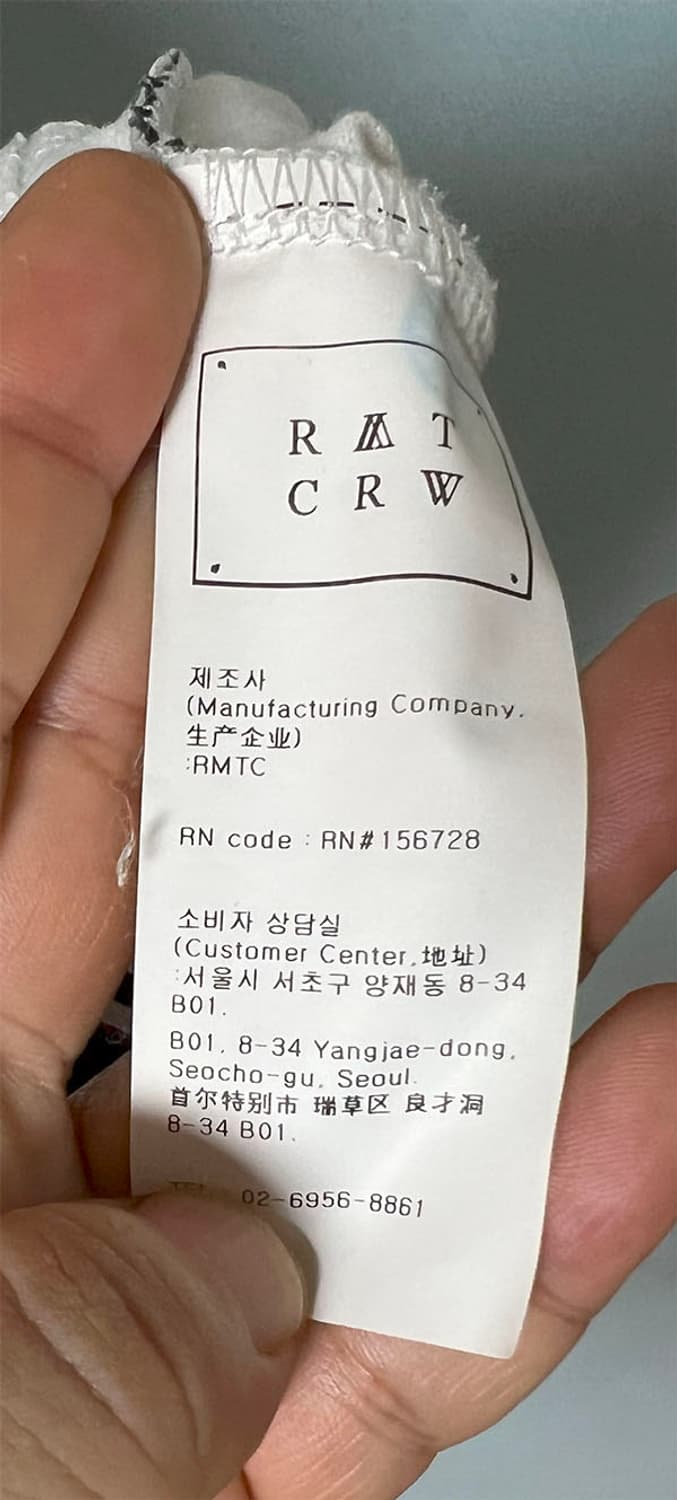 R A T
C R W
제조사
(Manufacturing Company.
生产企业)
:RMTC
RN code : RN#156728
소비자 상담실
(Customer Center.地址)
:서울시 서초구 양재동 8-34
B01.
B01, 8-34 Yangjae-dong,
Seocho-gu, Seoul.
首尔特别市 瑞草区 良才洞
8-34 B01.
02-6956-8861